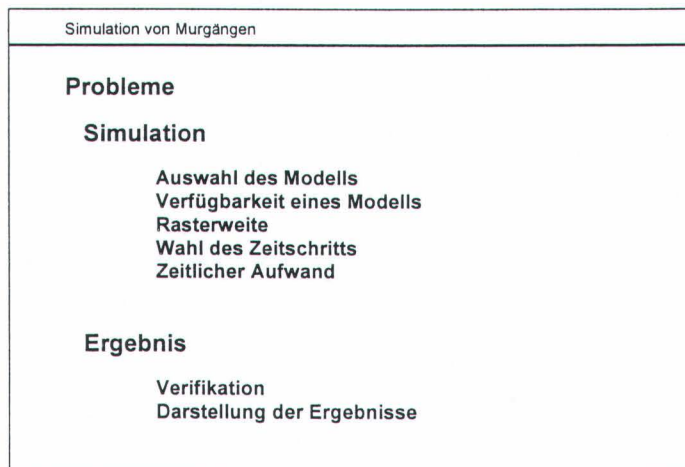 Simulation von Murgängen
Probleme
Simulation
Auswahl des Modells
Verfügbarkeit eines Modells
Rasterweite
Wahl des Zeitschritts
Zeitlicher Aufwand
Ergebnis
Verifikation
Darstellung der Ergebnisse